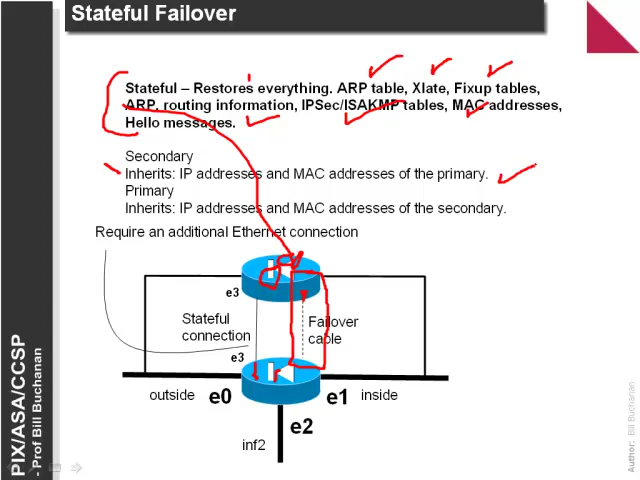 Stateful Failover
Stateful – Restores everything. ARP table, Xlate, Fixup tables,
ARP, routing information, IPSec/ISAKMP tables, MAC addresses,
Hello messages.
Secondary
Inherits: IP addresses and MAC addresses of the primary.
Primary
Inherits: IP addresses and MAC addresses of the secondary.
Require an additional Ethernet connection
e3
Stateful
connection
Failover
cable
e3
outside
e0
e1
inside
e2
inf2
PIX/ASA/CCSP
- Prof Bill Buchanan
Author: Bill Buchanan